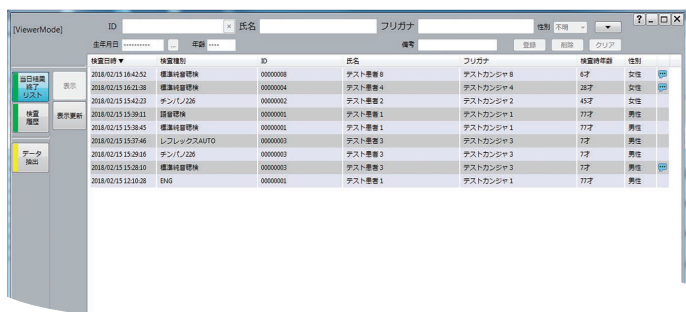 [ViewerMode] ID × 氏名 フリガナ 性別 不明 ▼ ? _ □ ×
生年月日 ---------- ... 年齢 ---- 備考 登録 削除 クリア
当日検査
終了
リスト
表示
検査
履歴
表示更新
データ
抽出
検査日時▼ 検査種別 ID 氏名 フリガナ 検査時年齢 性別
2018/02/15 16:42:52 標準純音聴検 00000008 テスト患者 8 テストカンジャ 8 6才 女性
2018/02/15 16:21:38 標準純音聴検 00000004 テスト患者 4 テストカンジャ 4 28才 女性
2018/02/15 15:42:23 チンパノ226 00000002 テスト患者 2 テストカンジャ 2 45才 女性
2018/02/15 15:39:11 語音聴検 00000001 テスト患者 1 テストカンジャ 1 77才 男性
2018/02/15 15:38:45 標準純音聴検 00000001 テスト患者 1 テストカンジャ 1 77才 男性
2018/02/15 15:37:46 レフレックスAUTO 00000003 テスト患者 3 テストカンジャ 3 7才 男性
2018/02/15 15:29:16 チンパノ226 00000003 テスト患者 3 テストカンジャ 3 7才 男性
2018/02/15 15:28:10 標準純音聴検 00000003 テスト患者 3 テストカンジャ 3 7才 男性
2018/02/15 12:10:28 ENG 00000001 テスト患者 1 テストカンジャ 1 77才 男性